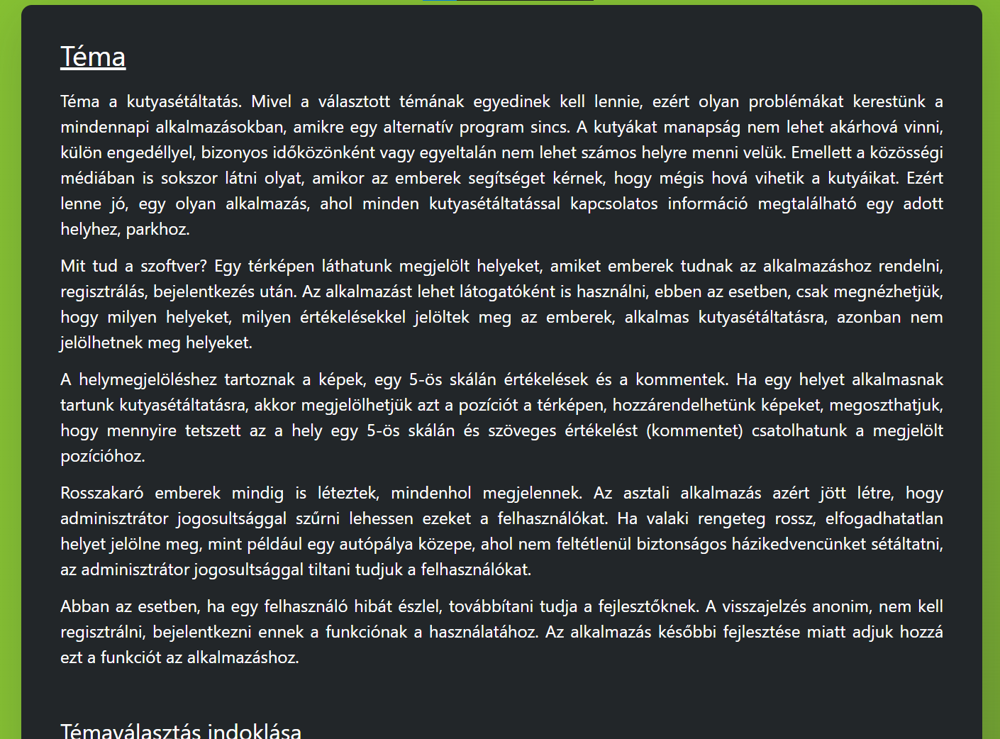 Téma
Téma a kutyasétáltatás. Mivel a választott témának egyedinek kell lennie, ezért olyan problémákat kerestünk a
mindennapi alkalmazásokban, amikre egy alternatív program sincs. A kutyákat manapság nem lehet akárhová vinni,
külön engedéllyel, bizonyos időközönként vagy egyeltalán nem lehet számos helyre menni velük. Emellett a közösségi
médiában is sokszor látni olyat, amikor az emberek segítséget kérnek, hogy mégis hová vihetik a kutyáikat. Ezért
lenne jó, egy olyan alkalmazás, ahol minden kutyasétáltatással kapcsolatos információ megtalálható egy adott
helyhez, parkhoz.
Mit tud a szoftver? Egy térképen láthatunk megjelölt helyeket, amiket emberek tudnak az alkalmazáshoz rendelni,
regisztrálás, bejelentkezés után. Az alkalmazást lehet látogatóként is használni, ebben az esetben, csak megnézhetjük,
hogy milyen helyeket, milyen értékelésekkel jelöltek meg az emberek, alkalmas kutyasétáltatásra, azonban nem
jelölhetnek meg helyeket.
A helymegjelöléshez tartoznak a képek, egy 5-ös skálán értékelések és a kommentek. Ha egy helyet alkalmasnak
tartunk kutyasétáltatásra, akkor megjelölhetjük azt a pozíciót a térképen, hozzárendelhetünk képeket, megoszthatjuk,
hogy mennyire tetszett az a hely egy 5-ös skálán és szöveges értékelést (kommentet) csatolhatunk a megjelölt
pozícióhoz.
Rosszakaró emberek mindig is léteztek, mindenhol megjelennek. Az asztali alkalmazás azért jött létre, hogy
adminisztrátor jogosultsággal szűrni lehessen ezeket a felhasználókat. Ha valaki rengeteg rossz, elfogadhatatlan
helyet jelölne meg, mint például egy autópálya közepe, ahol nem feltétlenül biztonságos házikedvencünket sétáltatni,
az adminisztrátor jogosultsággal tiltani tudjuk a felhasználókat.
Abban az esetben, ha egy felhasználó hibát észlel, továbbítani tudja a fejlesztőknek. A visszajelzés anonim, nem kell
regisztrálni, bejelentkezni ennek a funkciónak a használatához. Az alkalmazás későbbi fejlesztése miatt adjuk hozzá
ezt a funkciót az alkalmazáshoz.
Témaválasztás indoklása